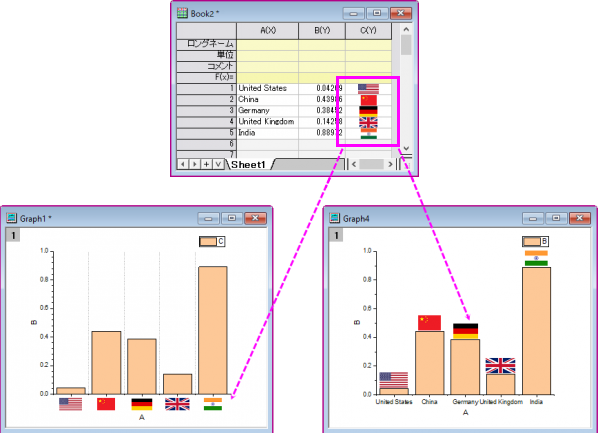 Book2 *
A(X) B(Y) C(Y)
ロングネーム
単位
コメント
F(x)=
1 United States 0.04269
2 China 0.43986
3 Germany 0.38452
4 United Kingdom 0.14258
5 India 0.88972
6
7
Sheet1
Graph1 *
1
C
1.0
0.8
0.6
0.4
0.2
0.0
B
A
Graph4
1
B
1.0
0.8
0.6
0.4
0.2
0.0
B
United States China Germany United Kingdom India
A